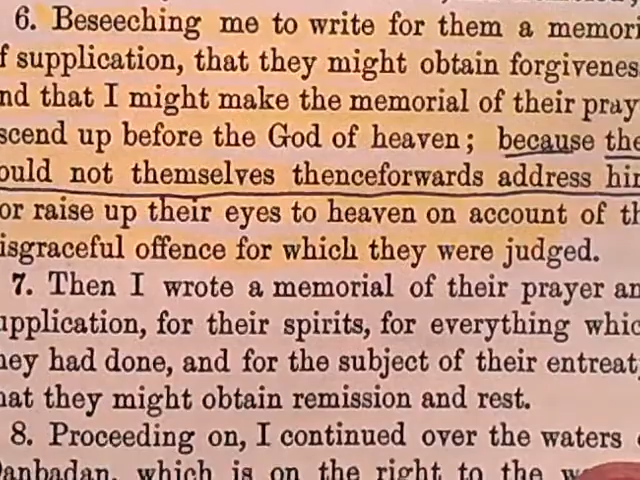 6. Beseeching me to write for them a memori
f supplication, that they might obtain forgivenes
nd that I might make the memorial of their pray
scend up before the God of heaven; because the
ould not themselves thenceforwards address hi
or raise up their eyes to heaven on account of th
isgraceful offence for which they were judged.
7. Then I wrote a memorial of their prayer an
upplication, for their spirits, for everything whic
hey had done, and for the subject of their entreat
hat they might obtain remission and rest.
8. Proceeding on, I continued over the waters
Danbadan, which is on the right to the w